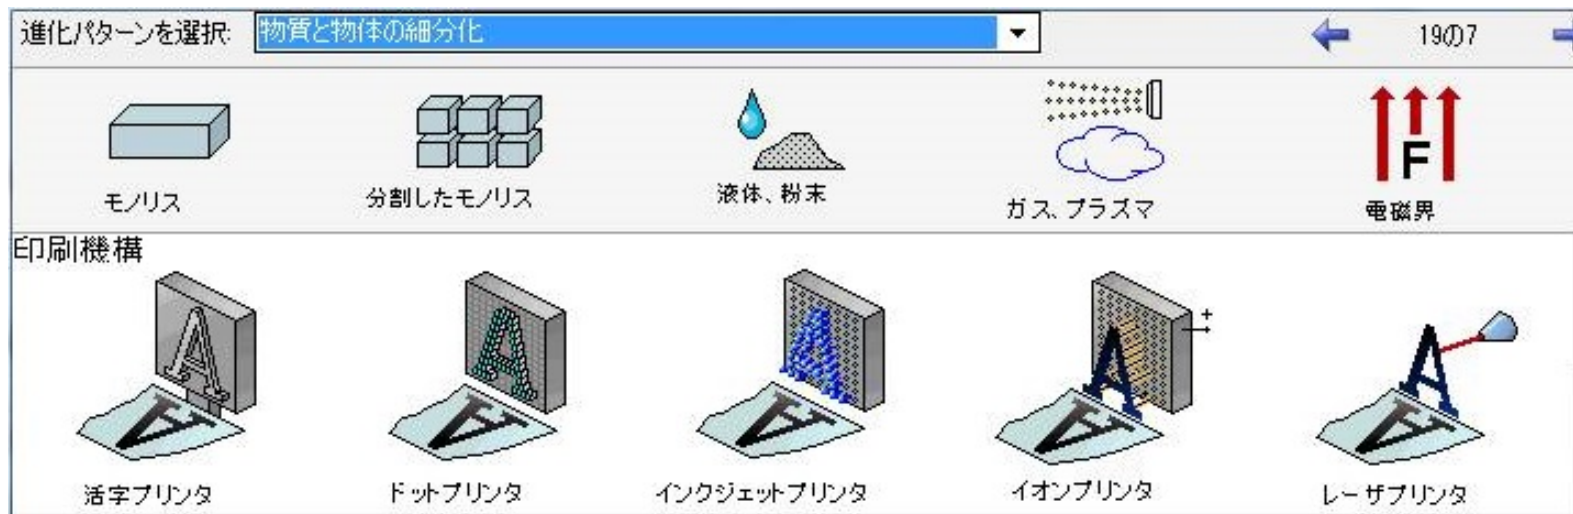 進化パターンを選択:
物質と物体の細分化
19の7
モノリス
分割したモノリス
液体、粉末
ガス、プラズマ
F
電磁界
印刷機構
A
A
A
A
A
A
A
A
+
A
A
活字プリンタ
ドットプリンタ
インクジェットプリンタ
イオンプリンタ
レーザプリンタ